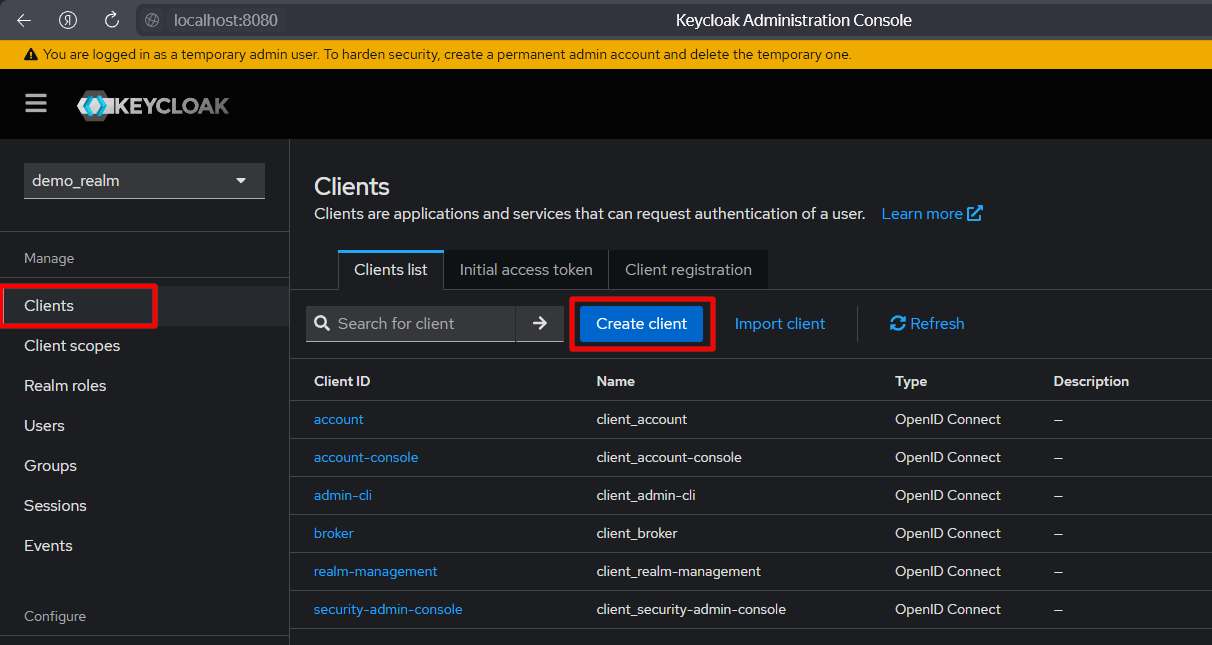 Я localhost:8080 Keycloak Administration Console
You are logged in as a temporary admin user. To harden security, create a permanent admin account and delete the temporary one.
KEYCLOAK
demo_realm
Manage
Clients
Client scopes
Realm roles
Users
Groups
Sessions
Events
Configure
Clients
Clients are applications and services that can request authentication of a user. Learn more
Clients list Initial access token Client registration
Search for client Create client Import client Refresh
Client ID Name Type Description
account client_account OpenID Connect –
account-console client_account-console OpenID Connect –
admin-cli client_admin-cli OpenID Connect –
broker client_broker OpenID Connect –
realm-management client_realm-management OpenID Connect –
security-admin-console client_security-admin-console OpenID Connect –